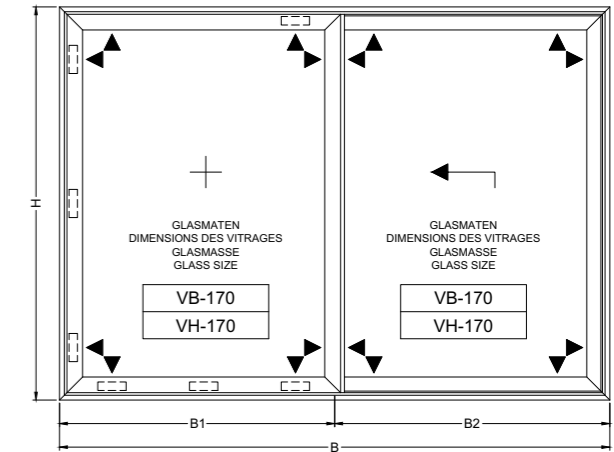 H
GLASMATEN
DIMENSIONS DES VITRAGES
GLASMASSE
GLASS SIZE
VB-170
VH-170
GLASMATEN
DIMENSIONS DES VITRAGES
GLASMASSE
GLASS SIZE
VB-170
VH-170
B1
B2
B